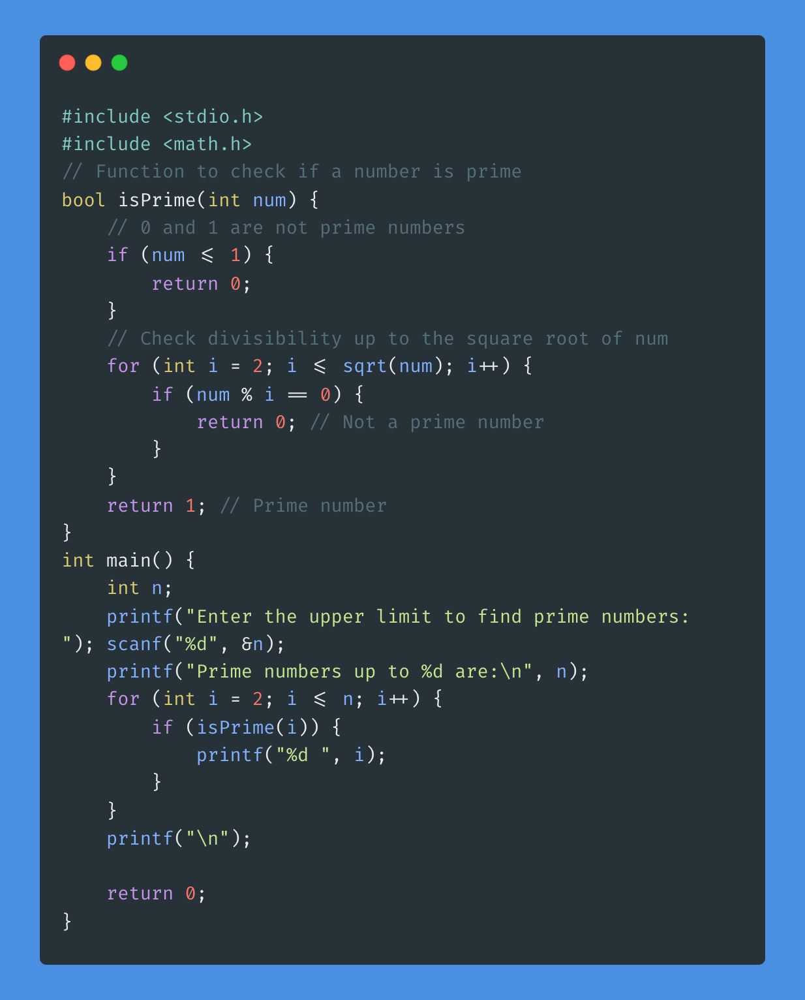 #include <stdio.h>
#include <math.h>
// Function to check if a number is prime
bool isPrime(int num) {
    // 0 and 1 are not prime numbers
    if (num <= 1) {
        return 0;
    }
    // Check divisibility up to the square root of num
    for (int i = 2; i <= sqrt(num); i++) {
        if (num % i == 0) {
            return 0; // Not a prime number
        }
    }
    return 1; // Prime number
}
int main() {
    int n;
    printf("Enter the upper limit to find prime numbers:
"); scanf("%d", &n);
    printf("Prime numbers up to %d are:\n", n);
    for (int i = 2; i <= n; i++) {
        if (isPrime(i)) {
            printf("%d ", i);
        }
    }
    printf("\n");

    return 0;
}